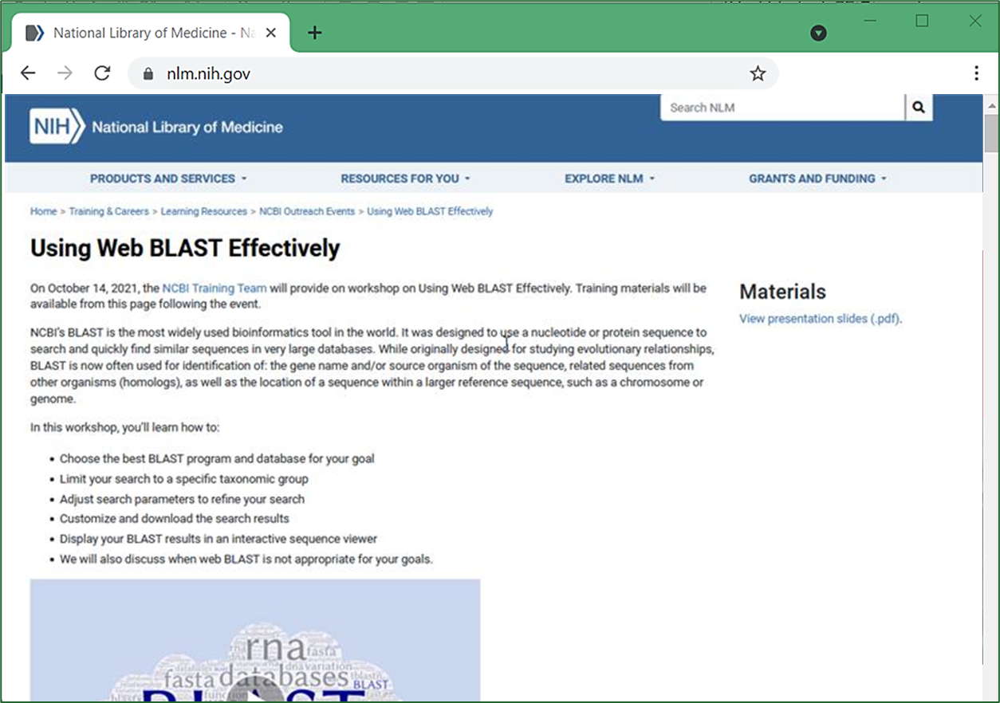 National Library of Medicine - Na
nlm.nih.gov
NIH National Library of Medicine
Search NLM
PRODUCTS AND SERVICES RESOURCES FOR YOU EXPLORE NLM GRANTS AND FUNDING
Home > Training & Careers > Learning Resources > NCBI Outreach Events > Using Web BLAST Effectively
Using Web BLAST Effectively
On October 14, 2021, the NCBI Training Team will provide on workshop on Using Web BLAST Effectively. Training materials will be
available from this page following the event.
NCBI's BLAST is the most widely used bioinformatics tool in the world. It was designed to use a nucleotide or protein sequence to
search and quickly find similar sequences in very large databases. While originally designed for studying evolutionary relationships,
BLAST is now often used for identification of: the gene name and/or source organism of the sequence, related sequences from
other organisms (homologs), as well as the location of a sequence within a larger reference sequence, such as a chromosome or
genome.
In this workshop, you'll learn how to:
• Choose the best BLAST program and database for your goal
• Limit your search to a specific taxonomic group
• Adjust search parameters to refine your search
• Customize and download the search results
• Display your BLAST results in an interactive sequence viewer
• We will also discuss when web BLAST is not appropriate for your goals.
Materials
View presentation slides (.pdf).
rna fasta
variation
fasta databases BLAST
BLAST